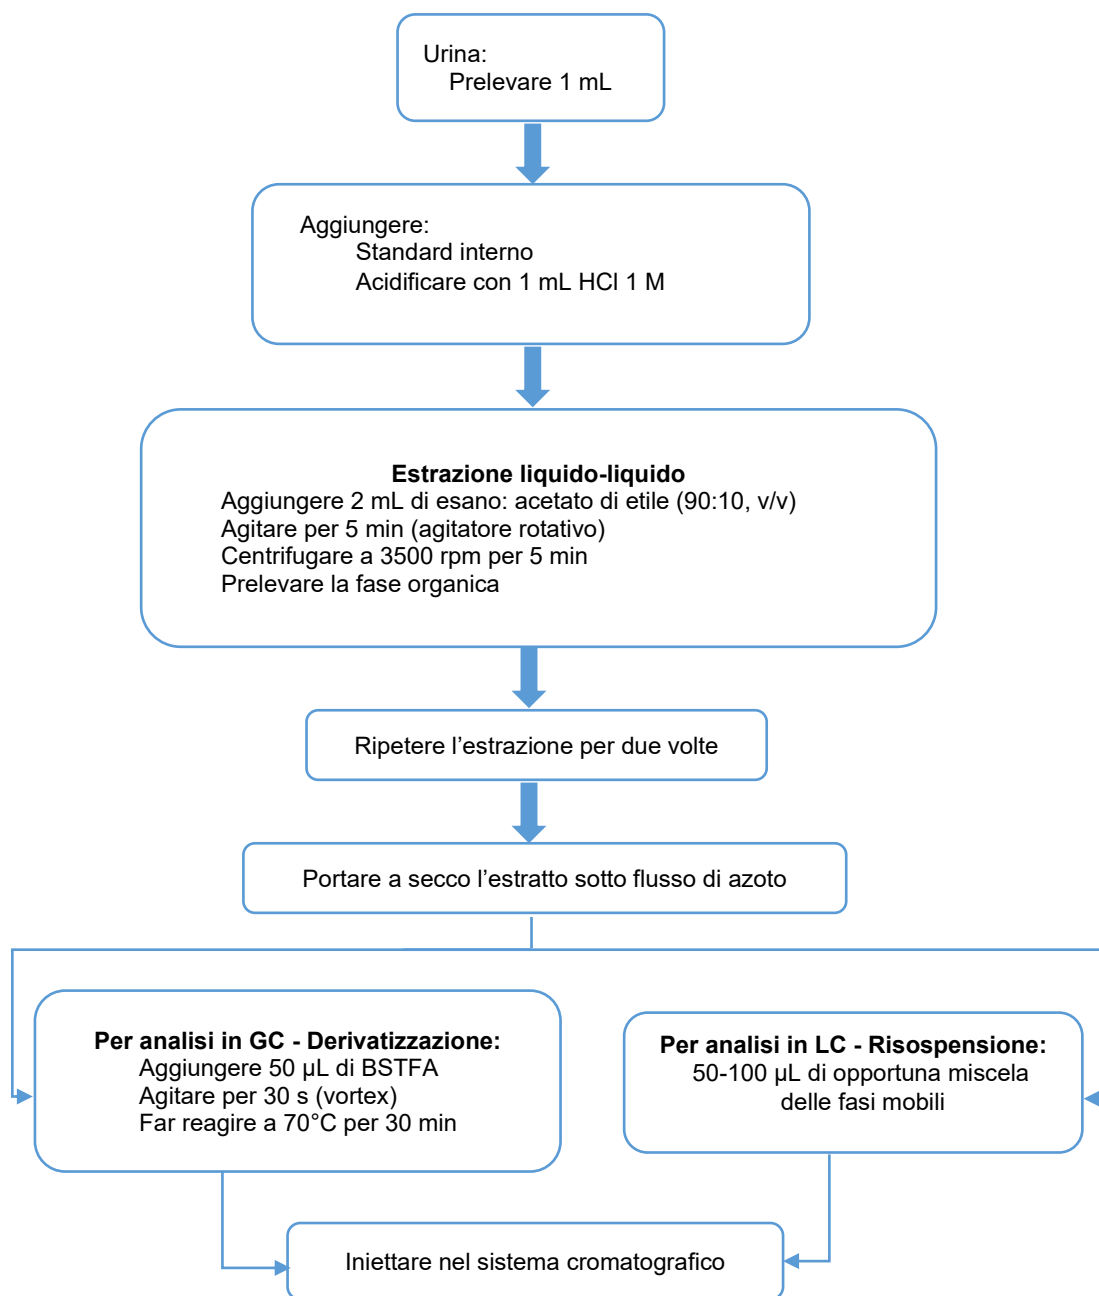 Urina:
Prelevare 1 mL
Aggiungere:
Standard interno
Acidificare con 1 mL HCl 1 M
Estrazione liquido-liquido
Aggiungere 2 mL di esano: acetato di etile (90:10, v/v)
Agitare per 5 min (agitatore rotativo)
Centrifugare a 3500 rpm per 5 min
Prelevare la fase organica
Ripetere l’estrazione per due volte
Portare a secco l’estratto sotto flusso di azoto
Per analisi in GC - Derivatizzazione:
Aggiungere 50 µL di BSTFA
Agitare per 30 s (vortex)
Far reagire a 70°C per 30 min
Per analisi in LC - Risospensione:
50-100 µL di opportuna miscela
delle fasi mobili
Iniettare nel sistema cromatografico